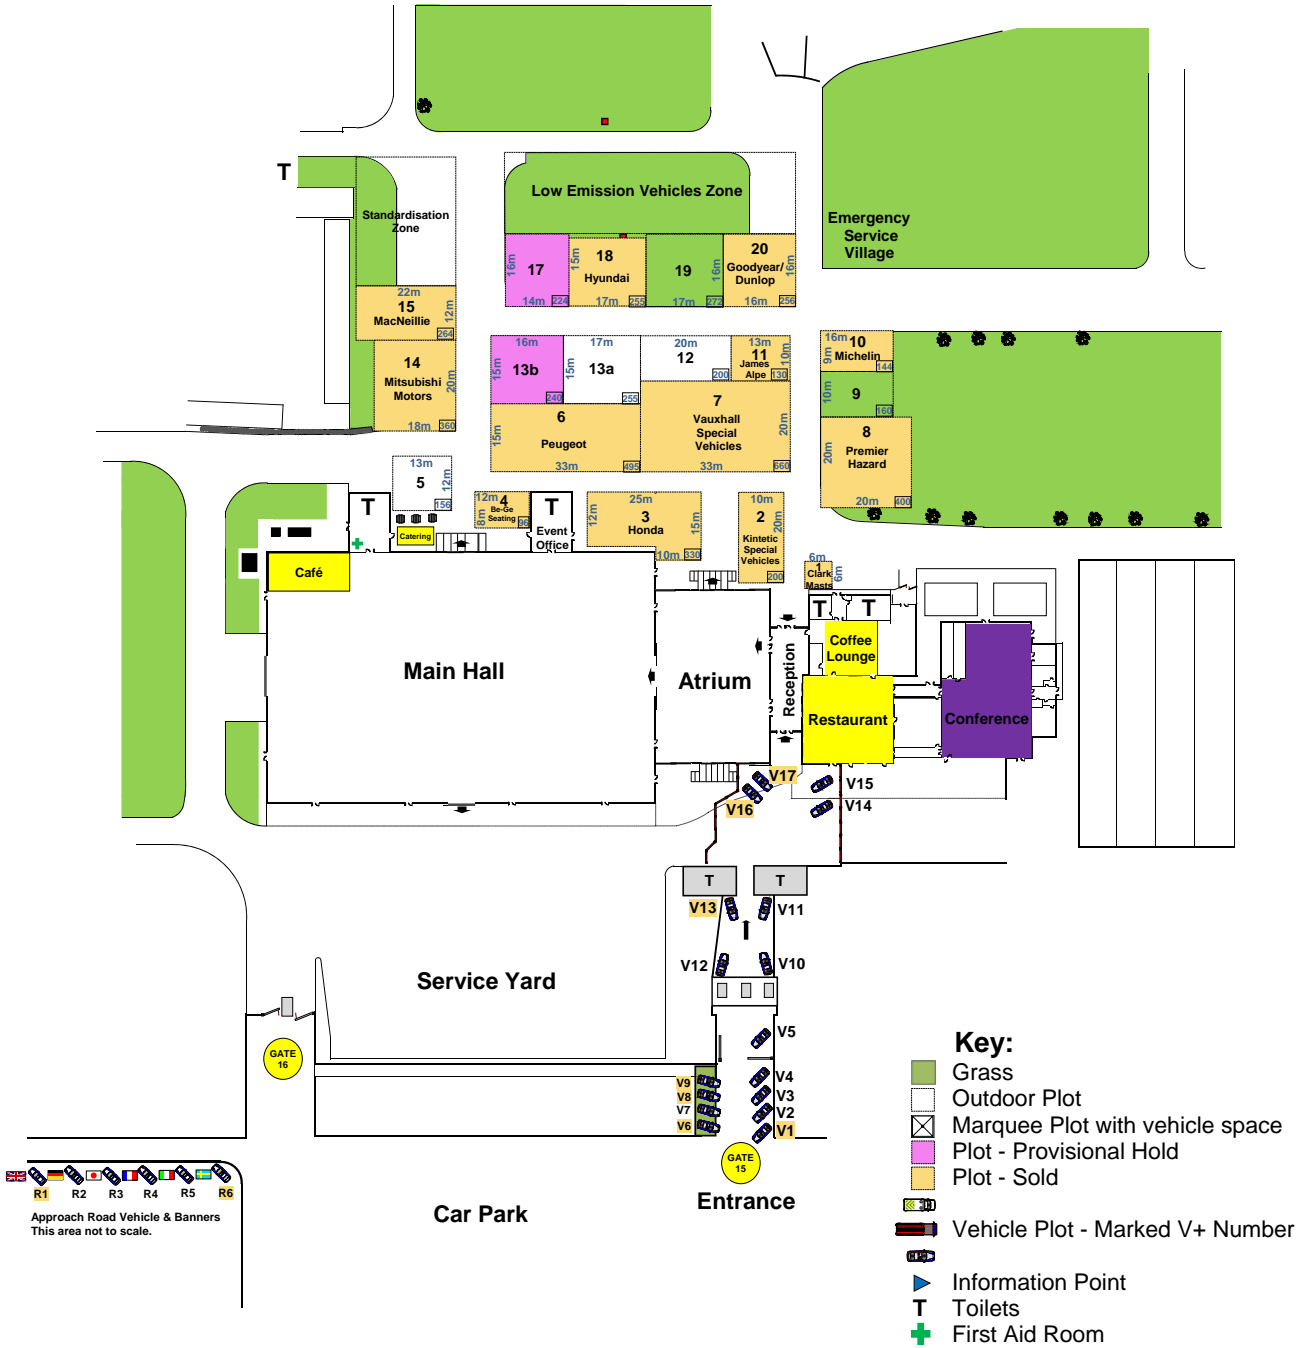 T
Standardisation
Zone
Low Emission Vehicles Zone
Emergency
Service
Village
16m
17
14m
224
15m
18
Hyundai
17m
255
19
16m
17m
272
20
Goodyear/
Dunlop
16m
16m
256
22m
15
MacNeillie
12m
264
14
Mitsubishi
Motors
20m
18m
360
16m
15m
13b
240
17m
15m
13a
255
20m
12
200
13m
11
James
Alpe
10m
130
16m
10
Michelin
9m
144
10m
9
160
6
Peugeot
15m
33m
495
7
Vauxhall
Special
Vehicles
20m
33m
660
8
Premier
Hazard
20m
20m
400
13m
5
12m
156
12m
4
Be-Ge
Seating
8m
96
T
T
Event
Office
25m
12m
3
Honda
15m
10m
330
10m
2
20m
Kintetic
Special
Vehicles
200
6m
1
Clark
Masts
6m
Catering
Café
T
T
Main Hall
Atrium
Reception
Coffee
Lounge
Restaurant
Conference
V17
V16
V15
V14
T
T
V13
V11
V12
V10
Service Yard
V5
GATE
16
V9
V8
V7
V6
V4
V3
V2
V1
GATE
15
Entrance
Car Park
R1
R2
R3
R4
R5
R6
Approach Road Vehicle & Banners
This area not to scale.
Key:
Grass
Outdoor Plot
Marquee Plot with vehicle space
Plot - Provisional Hold
Plot - Sold
Vehicle Plot - Marked V+ Number
Information Point
T Toilets
First Aid Room